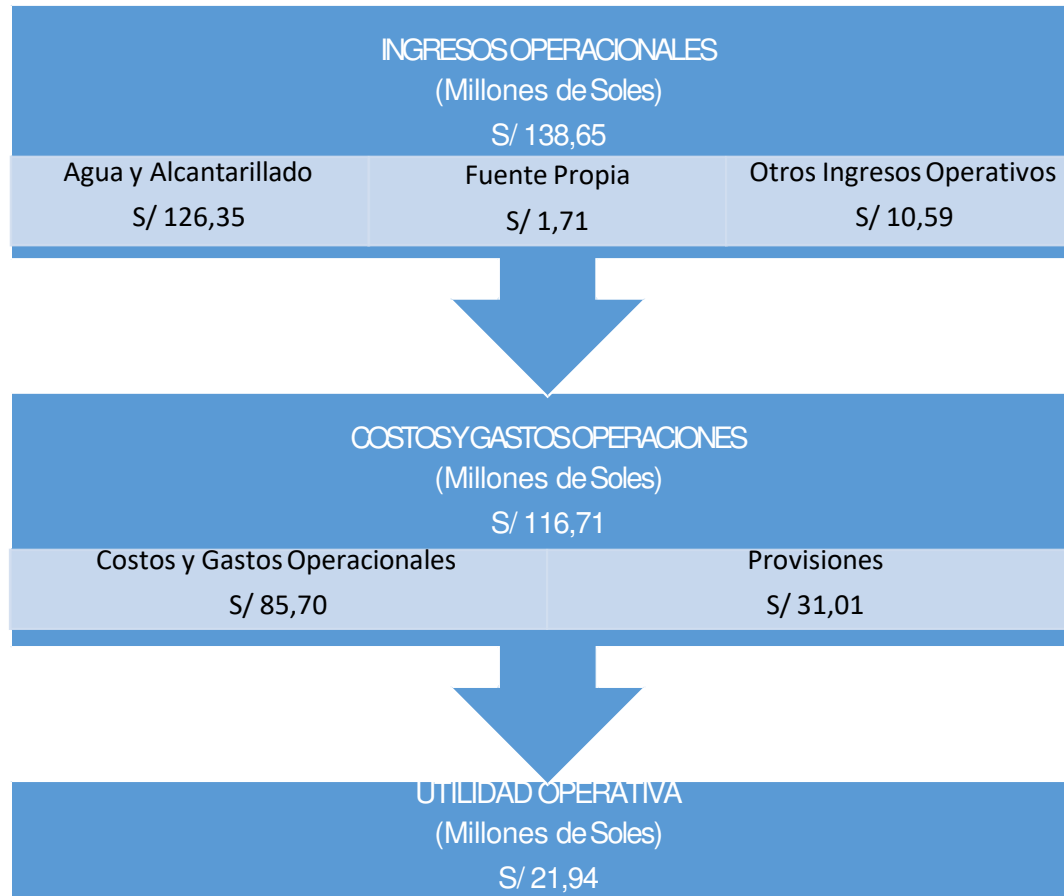 INGRESOS OPERACIONALES
(Millones de Soles)
S/ 138,65
Agua y Alcantarillado
S/ 126,35
Fuente Propia
S/ 1,71
Otros Ingresos Operativos
S/ 10,59
COSTOS Y GASTOS OPERACIONES
(Millones de Soles)
S/ 116,71
Costos y Gastos Operacionales
S/ 85,70
Provisiones
S/ 31,01
UTILIDAD OPERATIVA
(Millones de Soles)
S/ 21,94